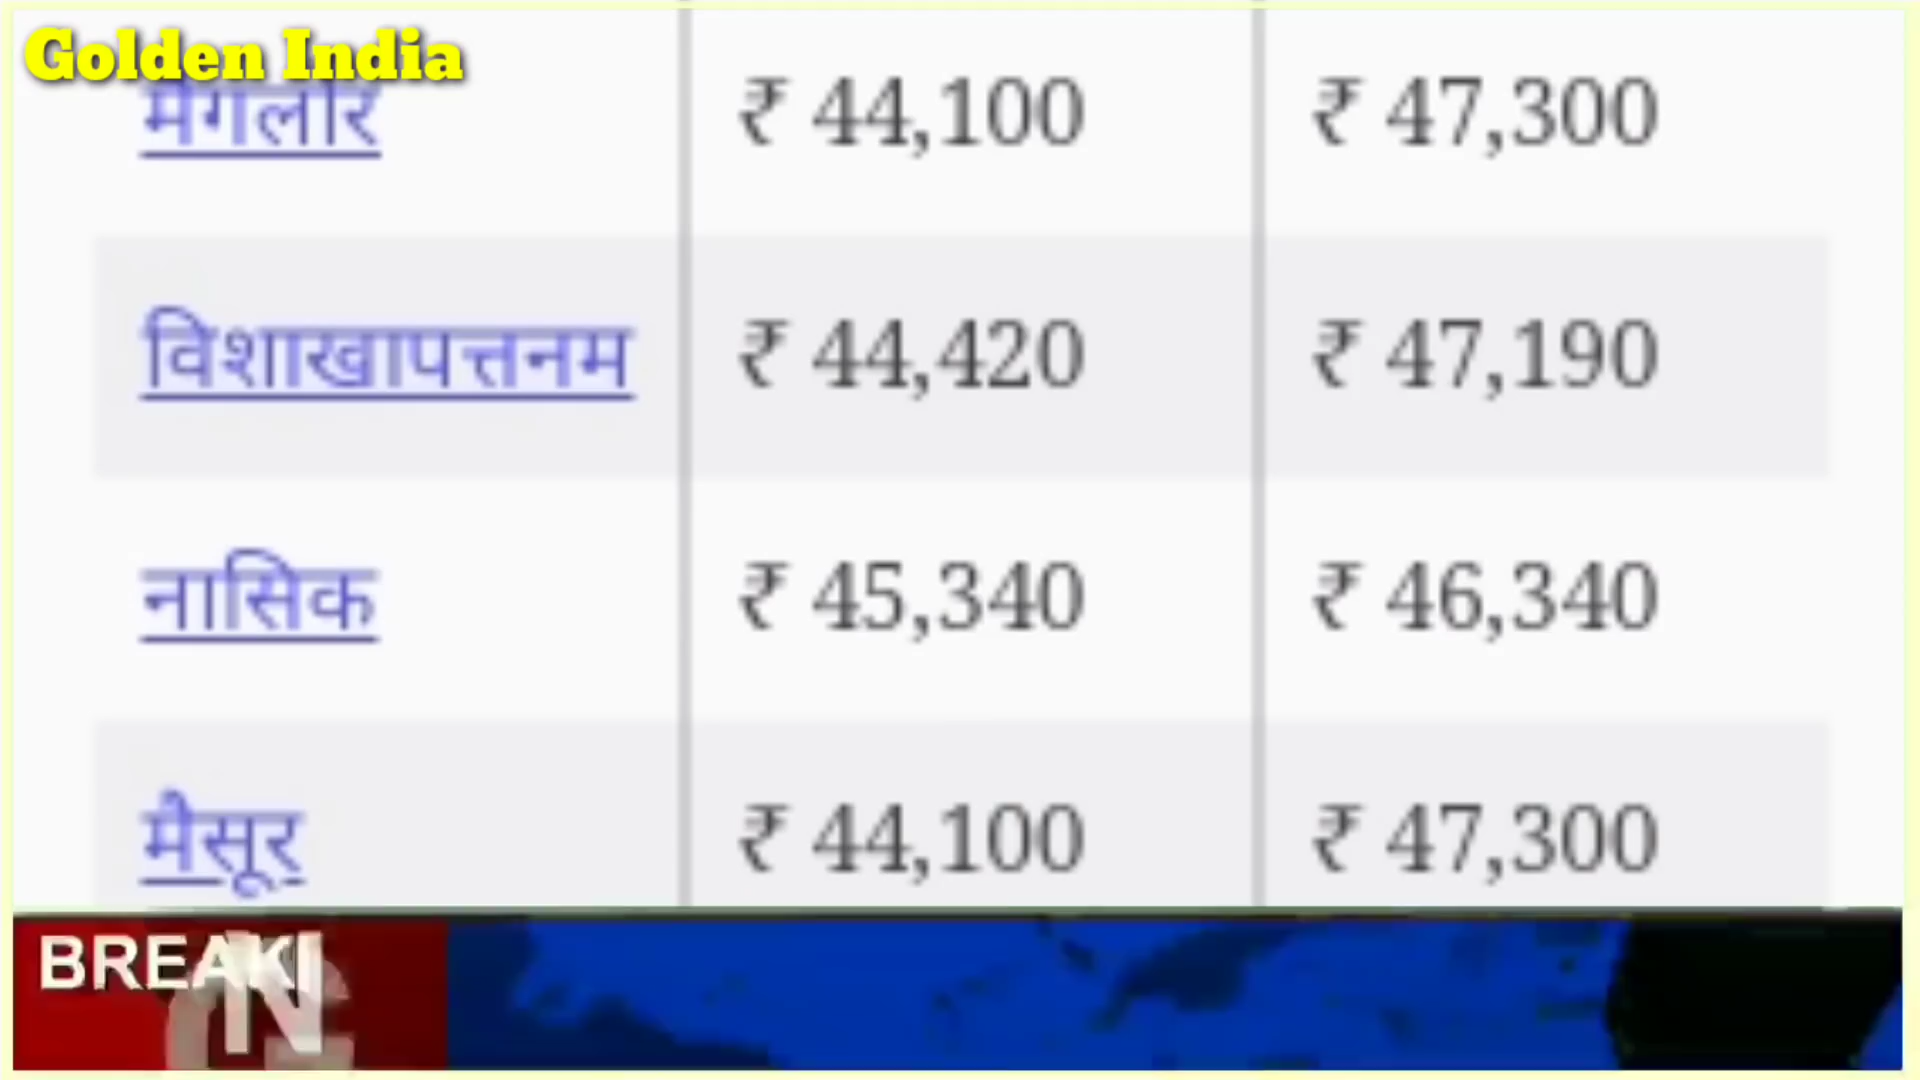 Golden India
मैंगलोर ₹ 44,100 ₹ 47,300
विशाखापत्तनम ₹ 44,420 ₹ 47,190
नासिक ₹ 45,340 ₹ 46,340
मैसूर ₹ 44,100 ₹ 47,300
BREAKI